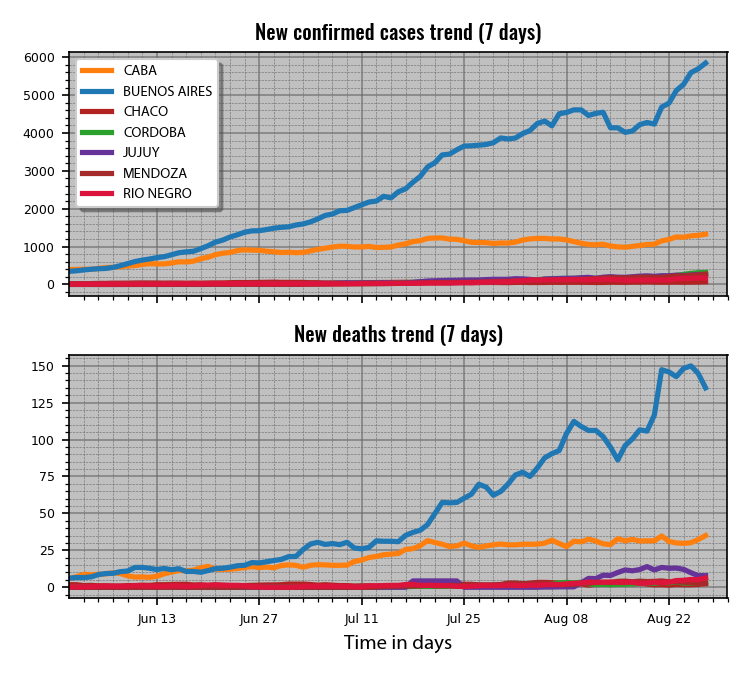 New confirmed cases trend (7 days)
6000
5000
4000
3000
2000
1000
0
CABA
BUENOS AIRES
CHACO
CORDOBA
JUJUY
MENDOZA
RIO NEGRO
New deaths trend (7 days)
150
125
100
75
50
25
0
Jun 13 Jun 27 Jul 11 Jul 25 Aug 08 Aug 22
Time in days